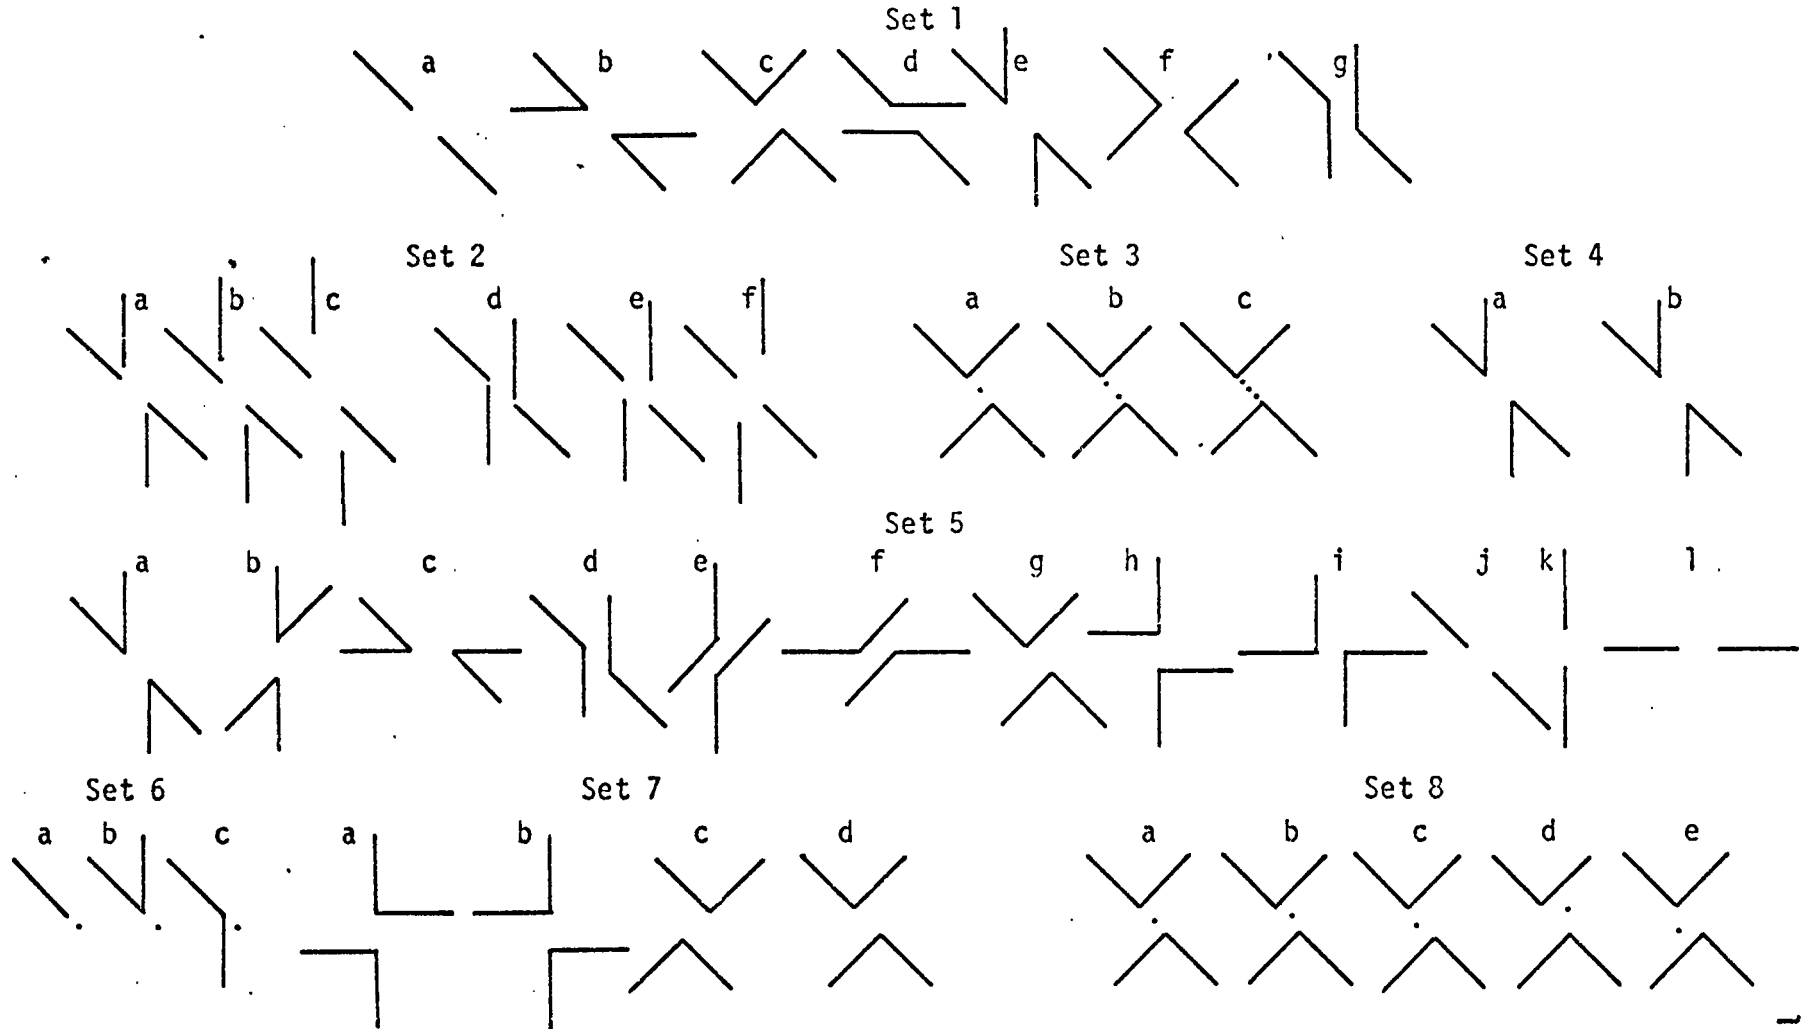 Set 1
a b c d e f g
Set 2 Set 3 Set 4
a b c d e f a b c a b
Set 5
a b c d e f g h i j k l
Set 6 Set 7 Set 8
a b c a b c d a b c d e